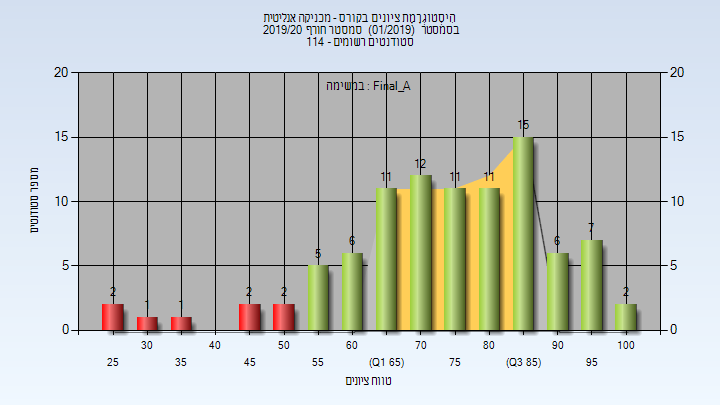 היסטוגרמת ציונים בקורס - מכניקה אנליטית
בסמסטר (01/2019) סמסטר חורף 2019/20
סטודנטים רשומים - 114
במשימה : Final_A
מספר סטודנטים
20 20
15 15
10 10
5 5
0 0
2 1 1 2 2 5 6 11 12 11 11 15 6 7 2
30 40 50 (Q1 65) 70 80 90 100
25 35 45 55 75 (Q3 85) 95
טווח ציונים